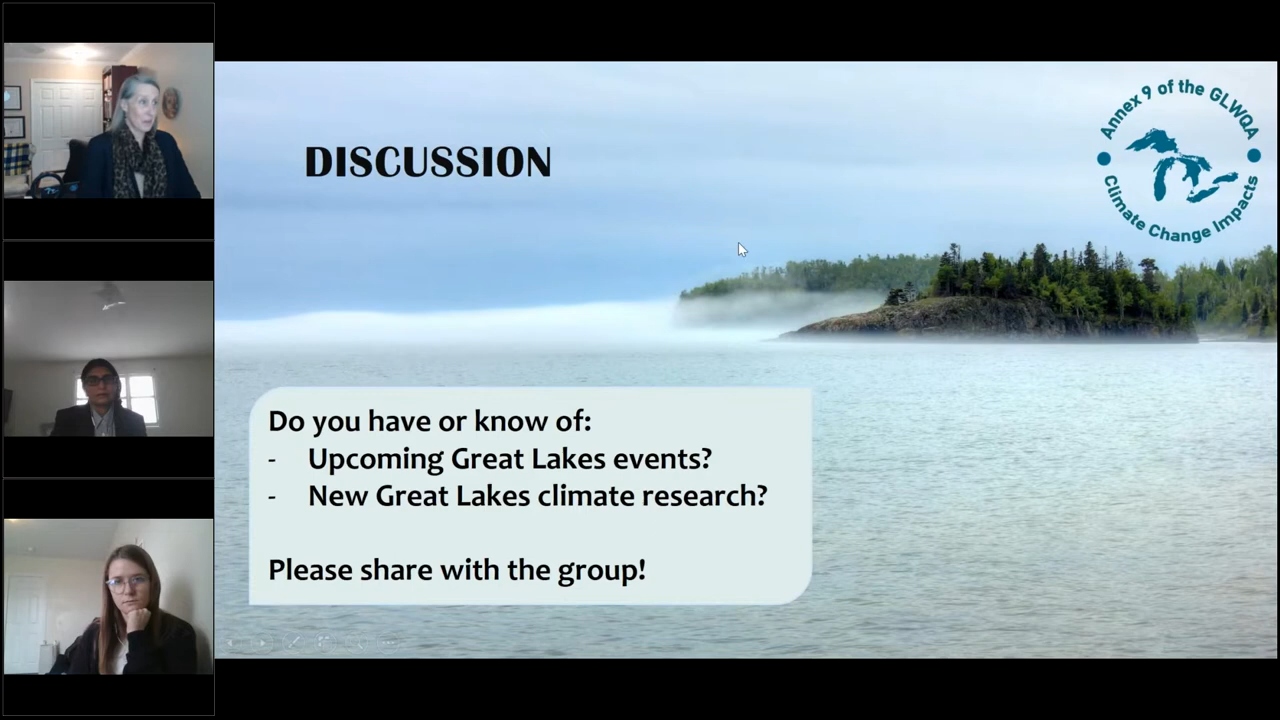 DISCUSSION
Annex 9 of the GLWQA
Climate Change Impacts
Do you have or know of:
- Upcoming Great Lakes events?
- New Great Lakes climate research?
Please share with the group!